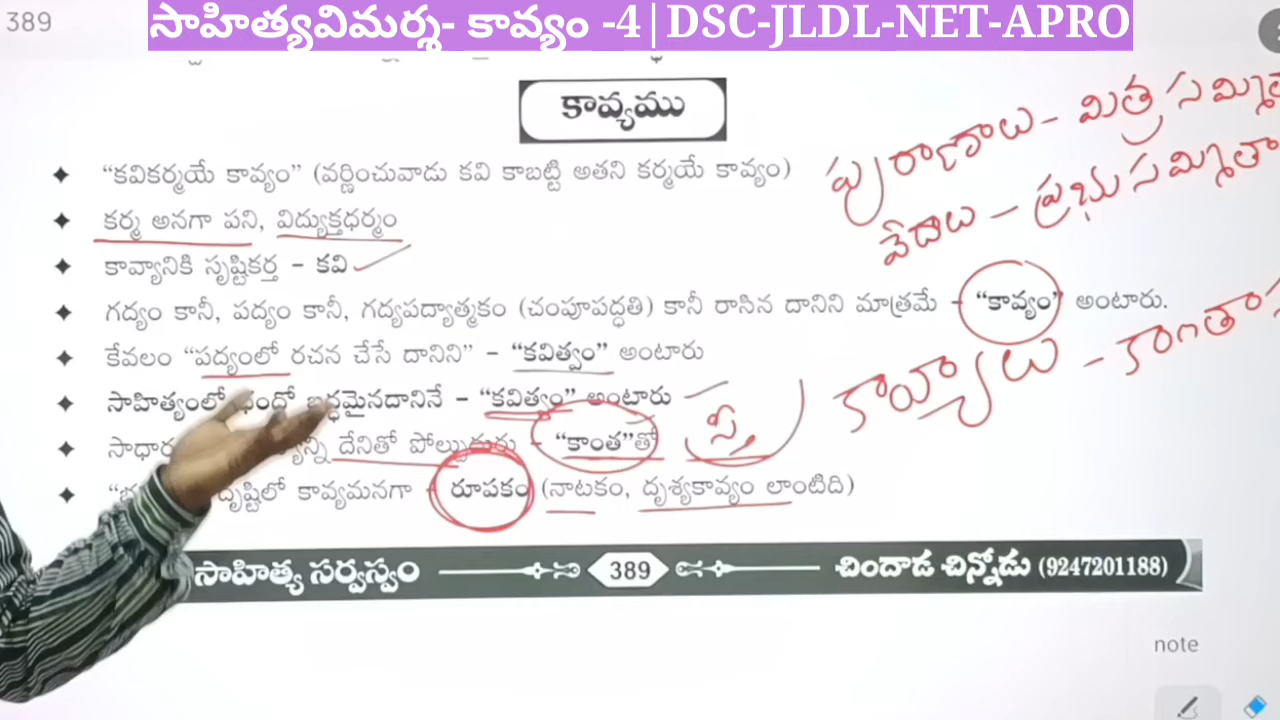 389
సాహిత్యవిమర్శ- కావ్యం -4|DSC-JLDL-NET-APRO
కావ్యము
“కవికర్మయే కావ్యం” (వర్ణించువాడు కవి కాబట్టి అతని కర్మయే కావ్యం)
కర్మ అనగా పని, విద్యుక్తధర్మం
కావ్యానికి సృష్టికర్త – కవి
గద్యం కానీ, పద్యం కానీ, గద్యపద్యాత్మకం (చంపూపద్ధతి) కానీ రాసిన దానిని మాత్రమే – “కావ్యం” అంటారు.
కేవలం “పద్యంలో రచన చేసే దానిని” – “కవిత్వం” అంటారు
సాహిత్యంలో ఛందో బద్ధమైనదానినే – “కవిత్వం” అంటారు
దేనితో పోల్చుదురు – “కాంత”తో
దృష్టిలో కావ్యమనగా – రూపకం (నాటకం, దృశ్యకావ్యం లాంటిది)
పురాణాలు – మిత్ర
వేదాలు – ప్రభు
కావ్యాలు –
స్త్రీ
సాహిత్య సర్వస్వం
389
చిందాడ చిన్నోడు (9247201188)
note